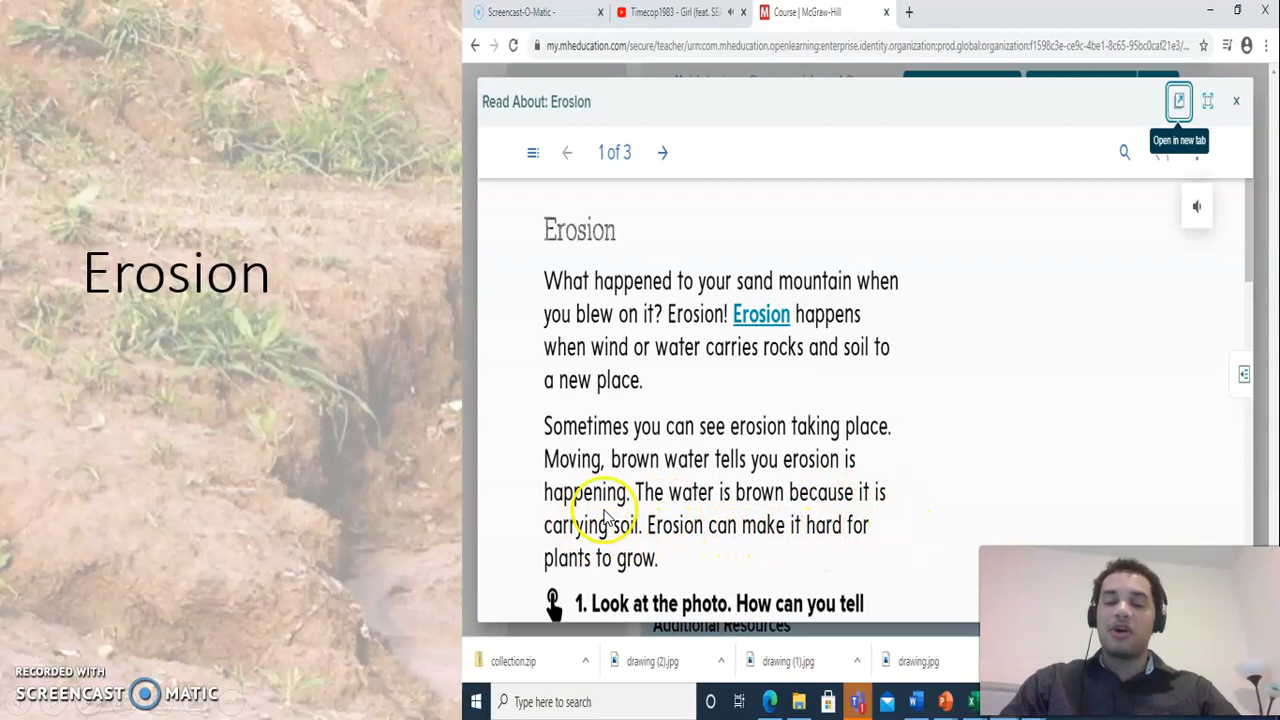 Erosion
RECORDED WITH
SCREENCAST MATIC
Screencast-O-Matic -
Timecop1983 - Girl (feat. SEA
Course | McGraw-Hill
my.mheducation.com/secure/teacher/urn:com.mheducation.openlearning:enterprise.identity.organization:prod.global:organization:f1598c3e-ce9c-4be1-8c65-95bc0caf21e3/...
Read About: Erosion
Open in new tab
1 of 3
Erosion
What happened to your sand mountain when
you blew on it? Erosion! Erosion happens
when wind or water carries rocks and soil to
a new place.
Sometimes you can see erosion taking place.
Moving, brown water tells you erosion is
happening. The water is brown because it is
carrying soil. Erosion can make it hard for
plants to grow.
1. Look at the photo. How can you tell
Additional Resources
collection.zip
drawing (2).jpg
drawing (1).jpg
drawing.jpg
Type here to search